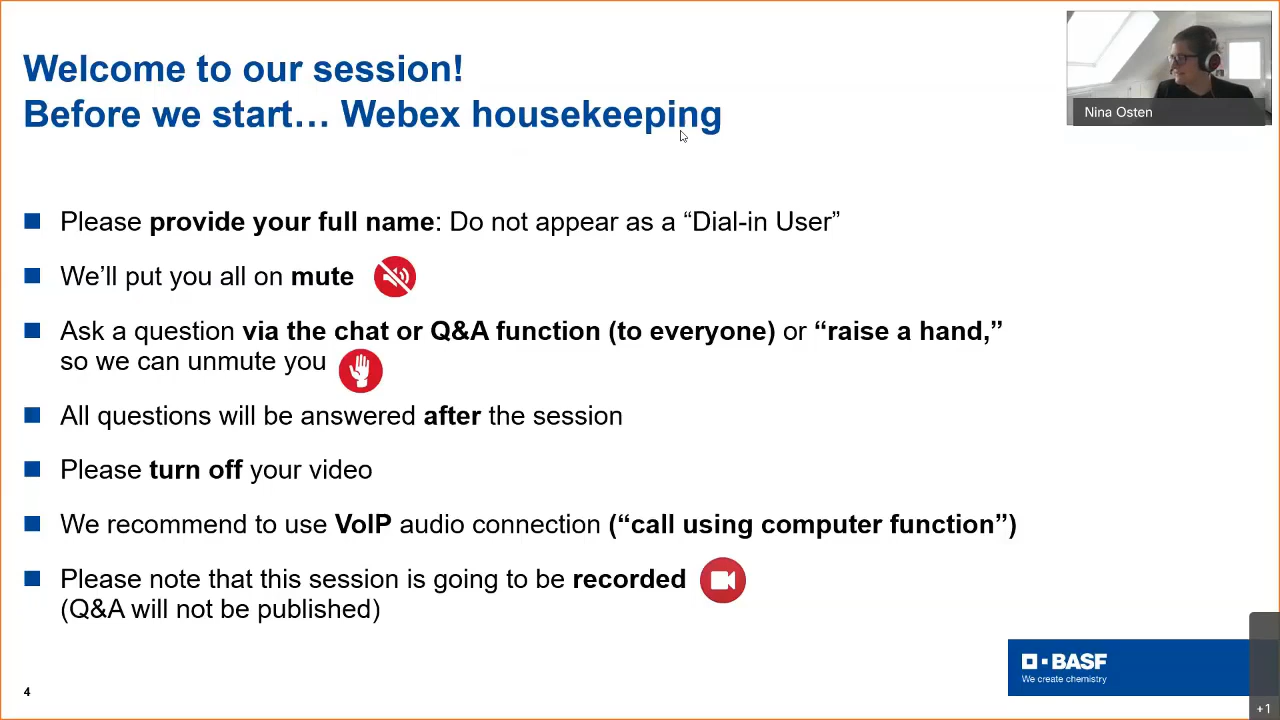 Welcome to our session!
Before we start… Webex housekeeping
Nina Osten
Please provide your full name: Do not appear as a “Dial-in User”
We’ll put you all on mute
Ask a question via the chat or Q&A function (to everyone) or “raise a hand,”
so we can unmute you
All questions will be answered after the session
Please turn off your video
We recommend to use VoIP audio connection (“call using computer function”)
Please note that this session is going to be recorded
(Q&A will not be published)
BASF
We create chemistry
4
+1